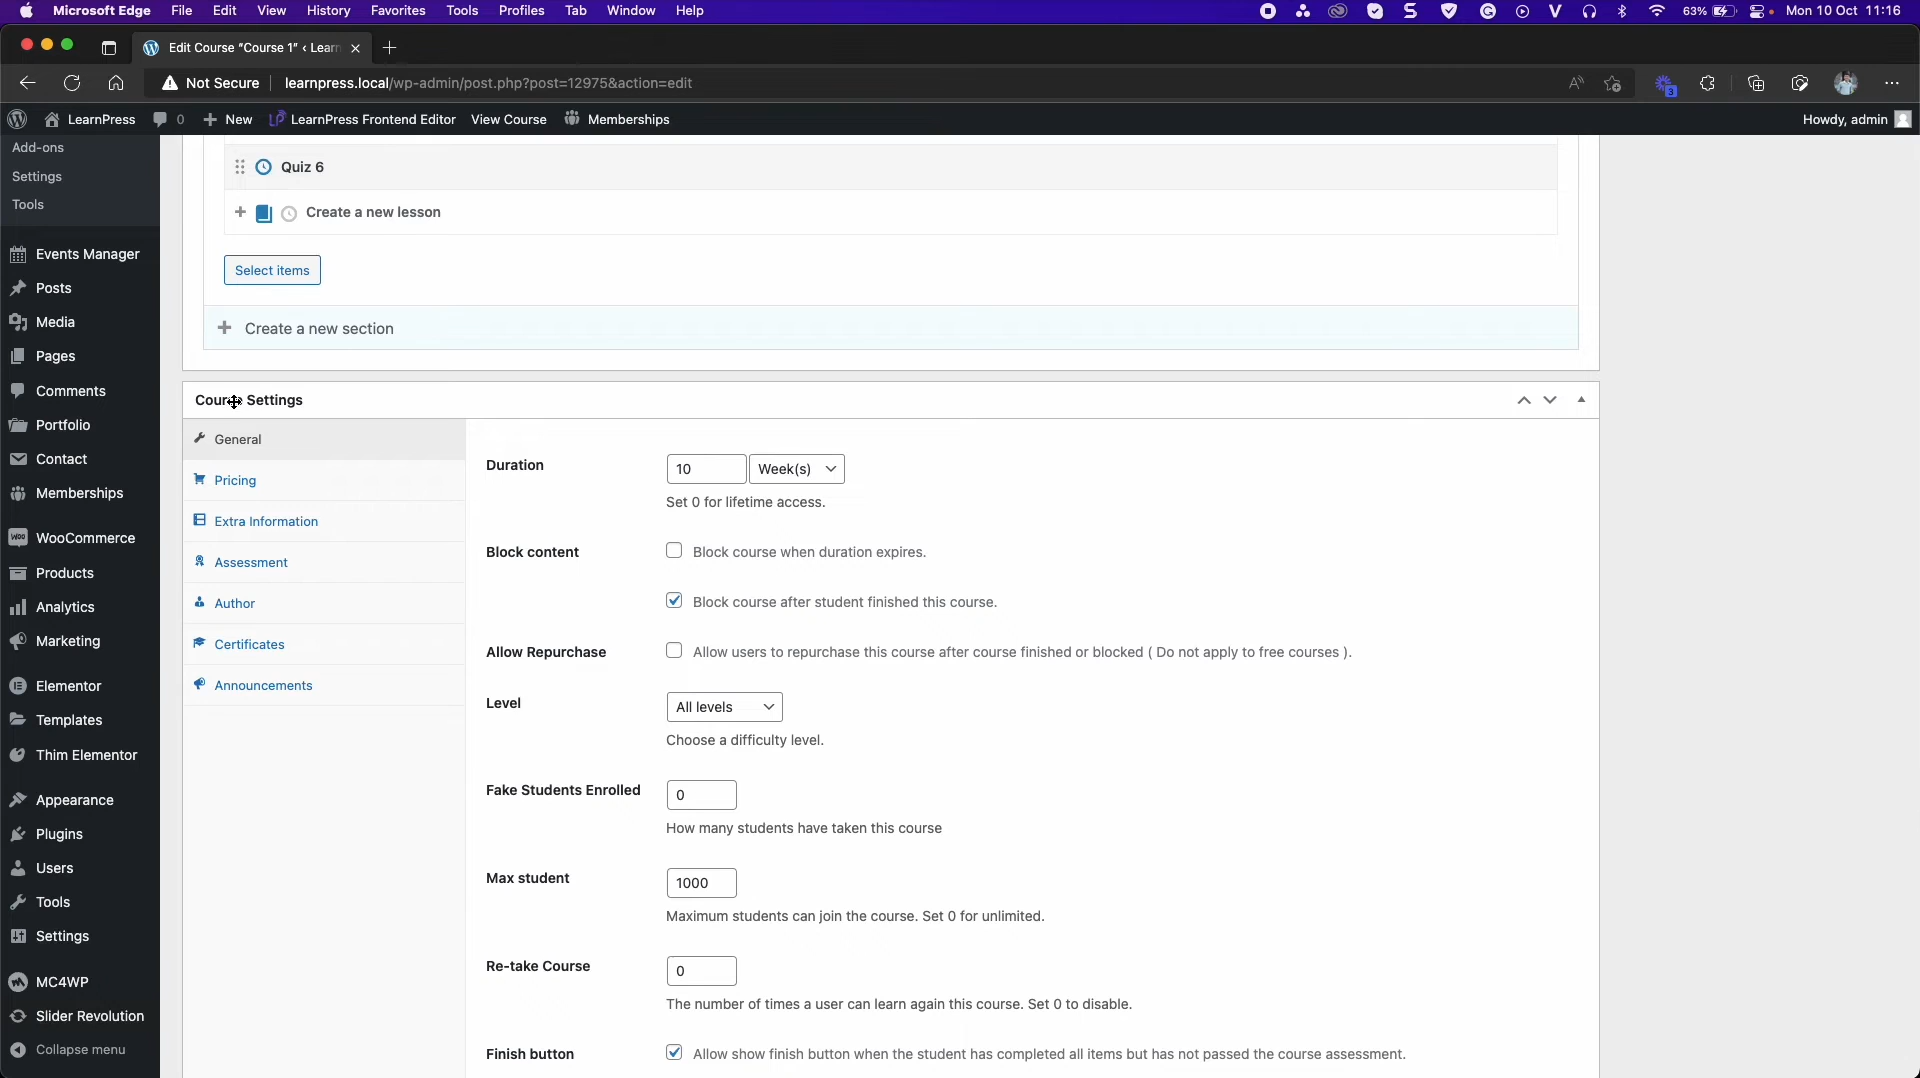 Microsoft Edge File Edit View History Favorites Tools Profiles Tab Window Help 63% Mon 10 Oct 11:16
Edit Course "Course 1" ‹ Learn
Not Secure learnpress.local/wp-admin/post.php?post=12975&action=edit 3
LearnPress 0 New LearnPress Frontend Editor View Course Memberships Howdy, admin
Add-ons
Settings
Tools
Events Manager
Posts
Media
Pages
Comments
Portfolio
Contact
Memberships
WooCommerce
Products
Analytics
Marketing
Elementor
Templates
Thim Elementor
Appearance
Plugins
Users
Tools
Settings
MC4WP
Slider Revolution
Collapse menu
Quiz 6
Create a new lesson
Select items
Create a new section
Course Settings
General
Pricing
Extra Information
Assessment
Author
Certificates
Announcements
Duration 10 Week(s)
Set 0 for lifetime access.
Block content Block course when duration expires.
Block course after student finished this course.
Allow Repurchase Allow users to repurchase this course after course finished or blocked ( Do not apply to free courses ).
Level All levels
Choose a difficulty level.
Fake Students Enrolled 0
How many students have taken this course
Max student 1000
Maximum students can join the course. Set 0 for unlimited.
Re-take Course 0
The number of times a user can learn again this course. Set 0 to disable.
Finish button Allow show finish button when the student has completed all items but has not passed the course assessment.